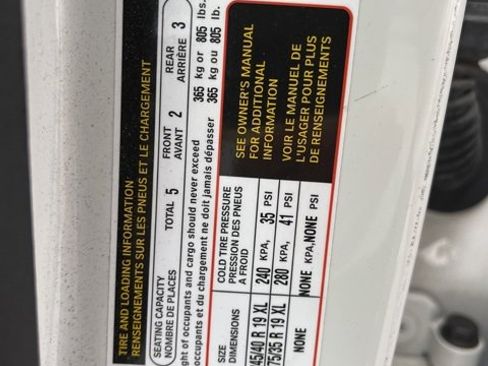 TIRE AND LOADING INFORMATION
RENSEIGNEMENTS SUR LES PNEUS ET LE CHARGEMENT
SEATING CAPACITY
NOMBRE DE PLACES
TOTAL 5
FRONT
AVANT 2
REAR
ARRIÈRE 3
ght of occupants and cargo should never exceed 365 kg or 805 lbs.
occupants et du chargement ne doit jamais dépasser 365 kg ou 805 lb.
SIZE
DIMENSIONS
COLD TIRE PRESSURE
PRESSION DES PNEUS
A FROID
45/40 R 19 XL 240 KPA, 35 PSI
75/35 R 19 XL 280 KPA, 41 PSI
NONE NONE KPA, NONE PSI
SEE OWNER'S MANUAL
FOR ADDITIONAL
INFORMATION
VOIR LE MANUEL DE
L'USAGER POUR PLUS
DE RENSEIGNEMENTS